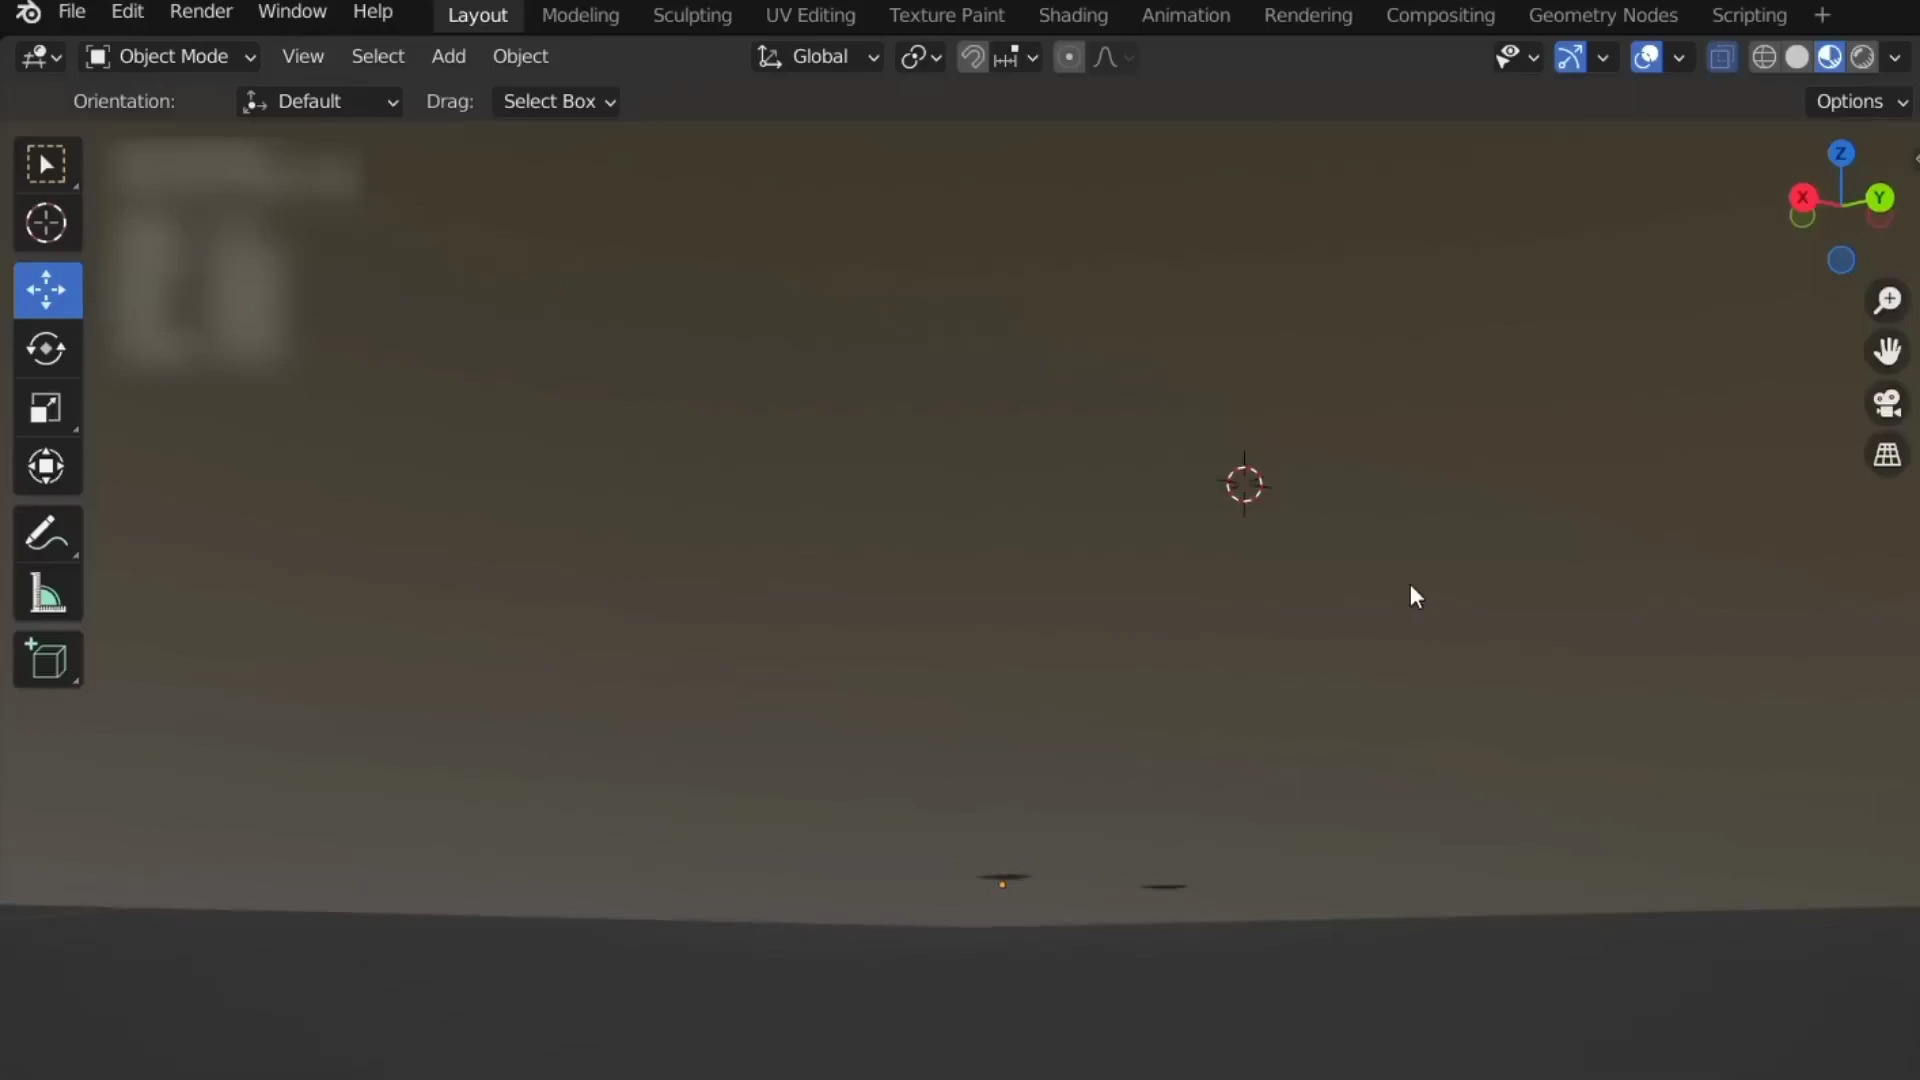 File Edit Render Window Help Layout Modeling Sculpting UV Editing Texture Paint Shading Animation Rendering Compositing Geometry Nodes Scripting +
Object Mode View Select Add Object Global
Orientation: Default Drag: Select Box Options
Z
X Y